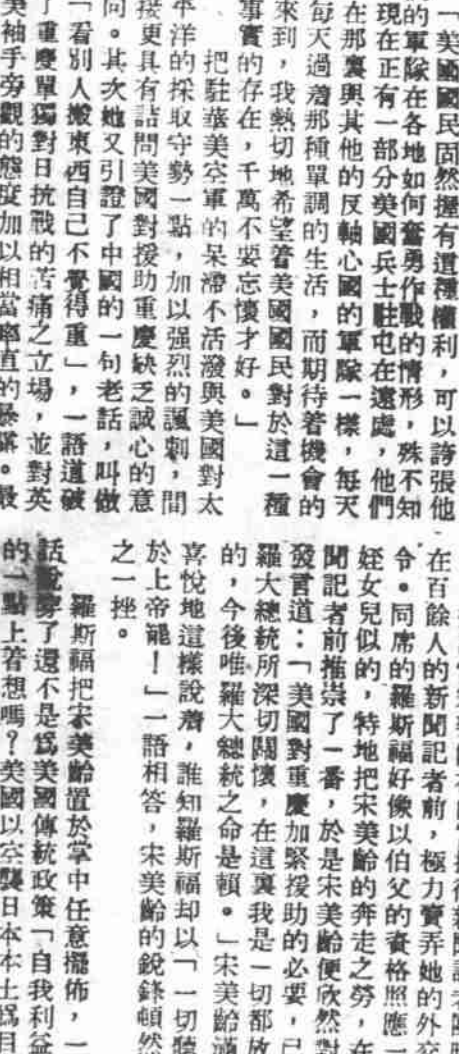 「美國國民固然握有這種權利，可以誇張他
的軍隊在各地如何奮勇作戰的情形，殊不知
現在正有一部分美國兵士駐屯在遠處，他們
在那裏與其他的反軸心國的軍隊一樣，每天
每天過着那種單調的生活，而期待着機會的
來到，我熱切地希望着美國國民對於這一種
事實的存在，千萬不要忘懷才好。」
把駐華美空軍的呆滯不活潑與美國對太
平洋的採取守勢一點，加以强烈的諷刺，間
接更具有詰問美國對援助重慶缺乏誠心的意
向。其次她又引證了中國的一句老話，叫做
「看別人搬東西自己不覺得重」，一語道破
了重慶單獨對日抗戰的苦痛之立場，並對英
美袖手旁觀的態度加以相當率直的暴露。最
在百餘人的新聞記者前，極力賣弄她的外交
令。同席的羅斯福好像以伯父的資格照應一
姪女兒似的，特地把宋美齡的奔走之勞，在
聞記者前推崇了一番，於是宋美齡便欣然對
發言道：「美國對重慶加緊援助的必要，已
羅大總統所深切關懷，在這裏我是一切都放
的，今後唯羅大總統之命是賴。」宋美齡滿
喜悅地這樣說着，誰知羅斯福却以「一切聽
於上帝罷！」一語相答，宋美齡的銳鋒頓然
之一挫。
羅斯福把宋美齡置於掌中任意擺佈，一
話說穿了還不是爲美國傳統政策「自我利益
的一點上着想嗎？美國以空襲日本本土爲目